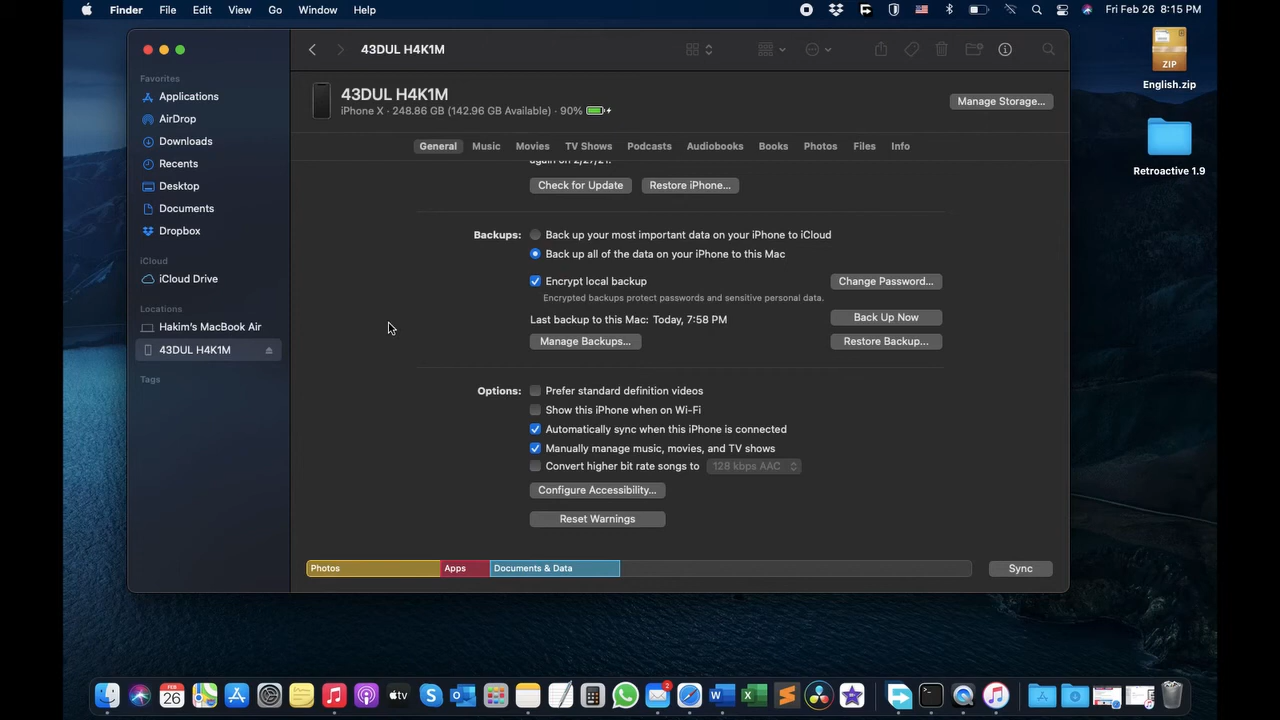 Finder File Edit View Go Window Help Fri Feb 26 8:15 PM
43DUL H4K1M
Favorites
Applications
AirDrop
Downloads
Recents
Desktop
Documents
Dropbox
iCloud
iCloud Drive
Locations
Hakim's MacBook Air
43DUL H4K1M
Tags
43DUL H4K1M
iPhone X · 248.86 GB (142.96 GB Available) · 90%
Manage Storage...
General Music Movies TV Shows Podcasts Audiobooks Books Photos Files Info
again on 2/27/21.
Check for Update Restore iPhone...
Backups: Back up your most important data on your iPhone to iCloud
Back up all of the data on your iPhone to this Mac
Encrypt local backup Change Password...
Encrypted backups protect passwords and sensitive personal data.
Last backup to this Mac: Today, 7:58 PM Back Up Now
Manage Backups... Restore Backup...
Options: Prefer standard definition videos
Show this iPhone when on Wi-Fi
Automatically sync when this iPhone is connected
Manually manage music, movies, and TV shows
Convert higher bit rate songs to 128 kbps AAC
Configure Accessibility...
Reset Warnings
Photos Apps Documents & Data Sync
ZIP
English.zip
Retroactive 1.9
FEB
26
tv
2